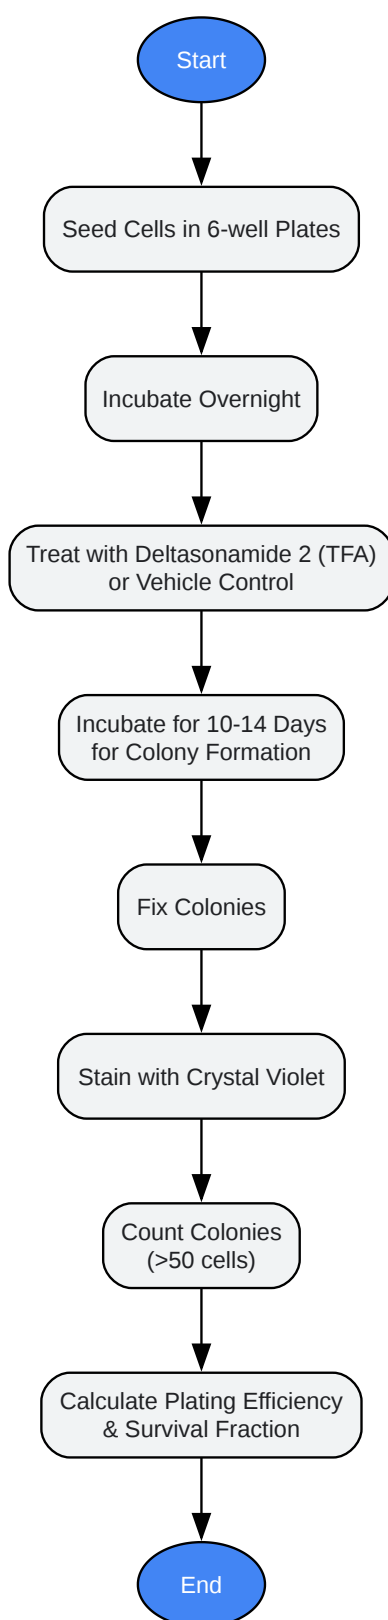 Start
Seed Cells in 6-well Plates
Incubate Overnight
Treat with Deltasonamide 2 (TFA)
or Vehicle Control
Incubate for 10-14 Days
for Colony Formation
Fix Colonies
Stain with Crystal Violet
Count Colonies
(>50 cells)
Calculate Plating Efficiency
& Survival Fraction
End